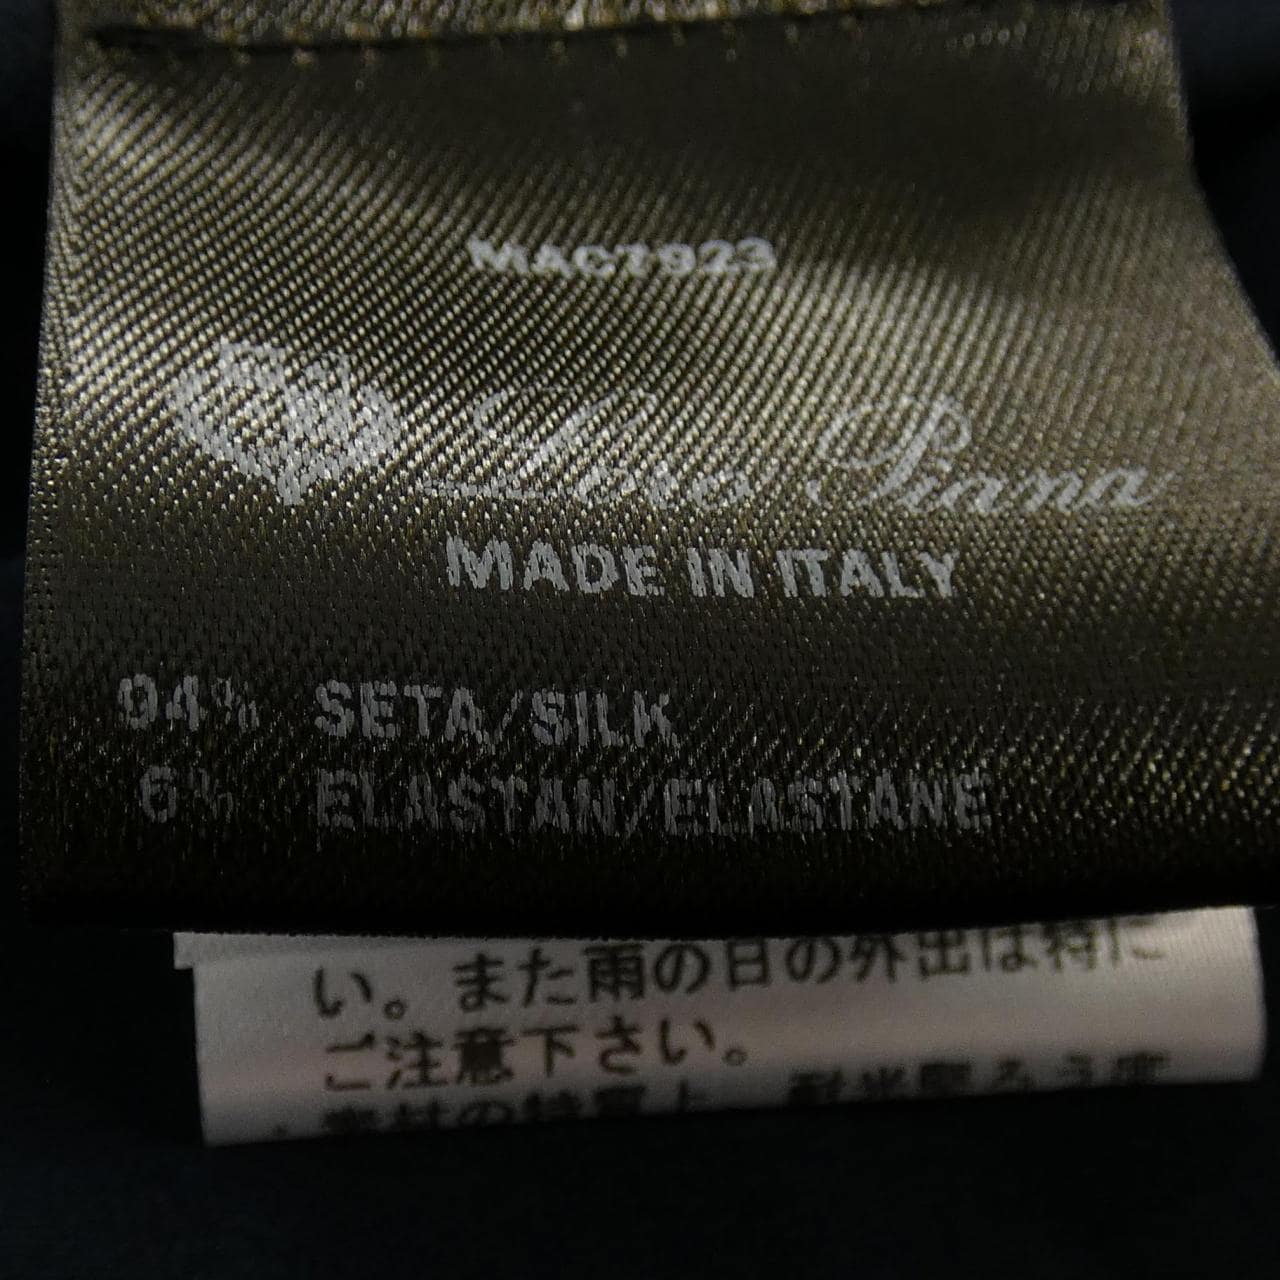 MAC7923
Loro Piana
MADE IN ITALY
94% SETA/SILK
6% ELASTAN/ELASTANE
い。また雨の日の外出は特に
ご注意下さい。